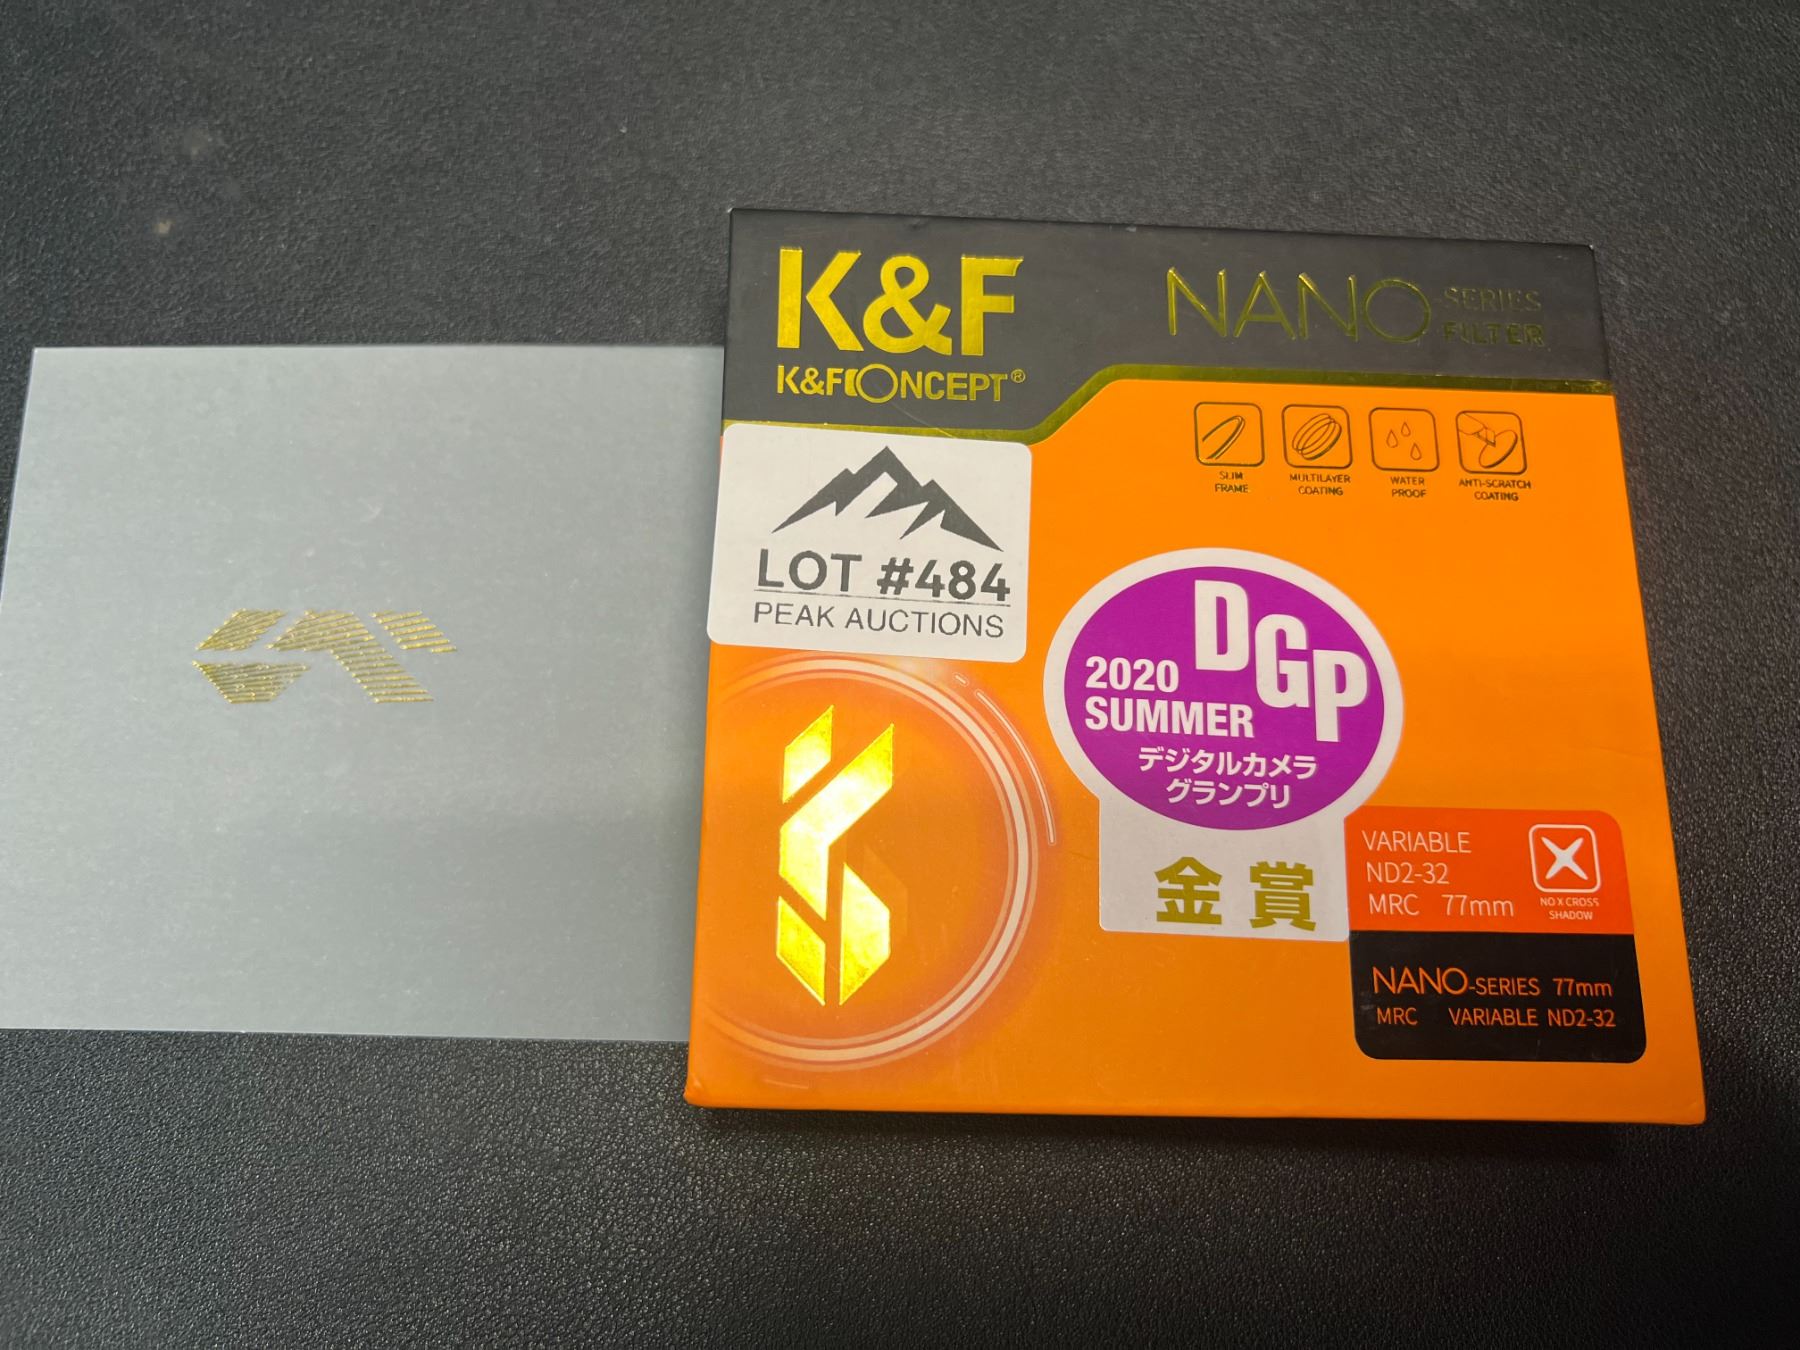 K&F
K&FCONCEPT®
NANO-SERIES
FILTER
SLIM
FRAME
MULTILAYER
COATING
WATER
PROOF
ANTI-SCRATCH
COATING
LOT #484
PEAK AUCTIONS
DGP
2020
SUMMER
デジタルカメラ
グランプリ
金賞
VARIABLE
ND2-32
MRC 77mm
NO X CROSS
SHADOW
NANO-SERIES 77mm
MRC VARIABLE ND2-32